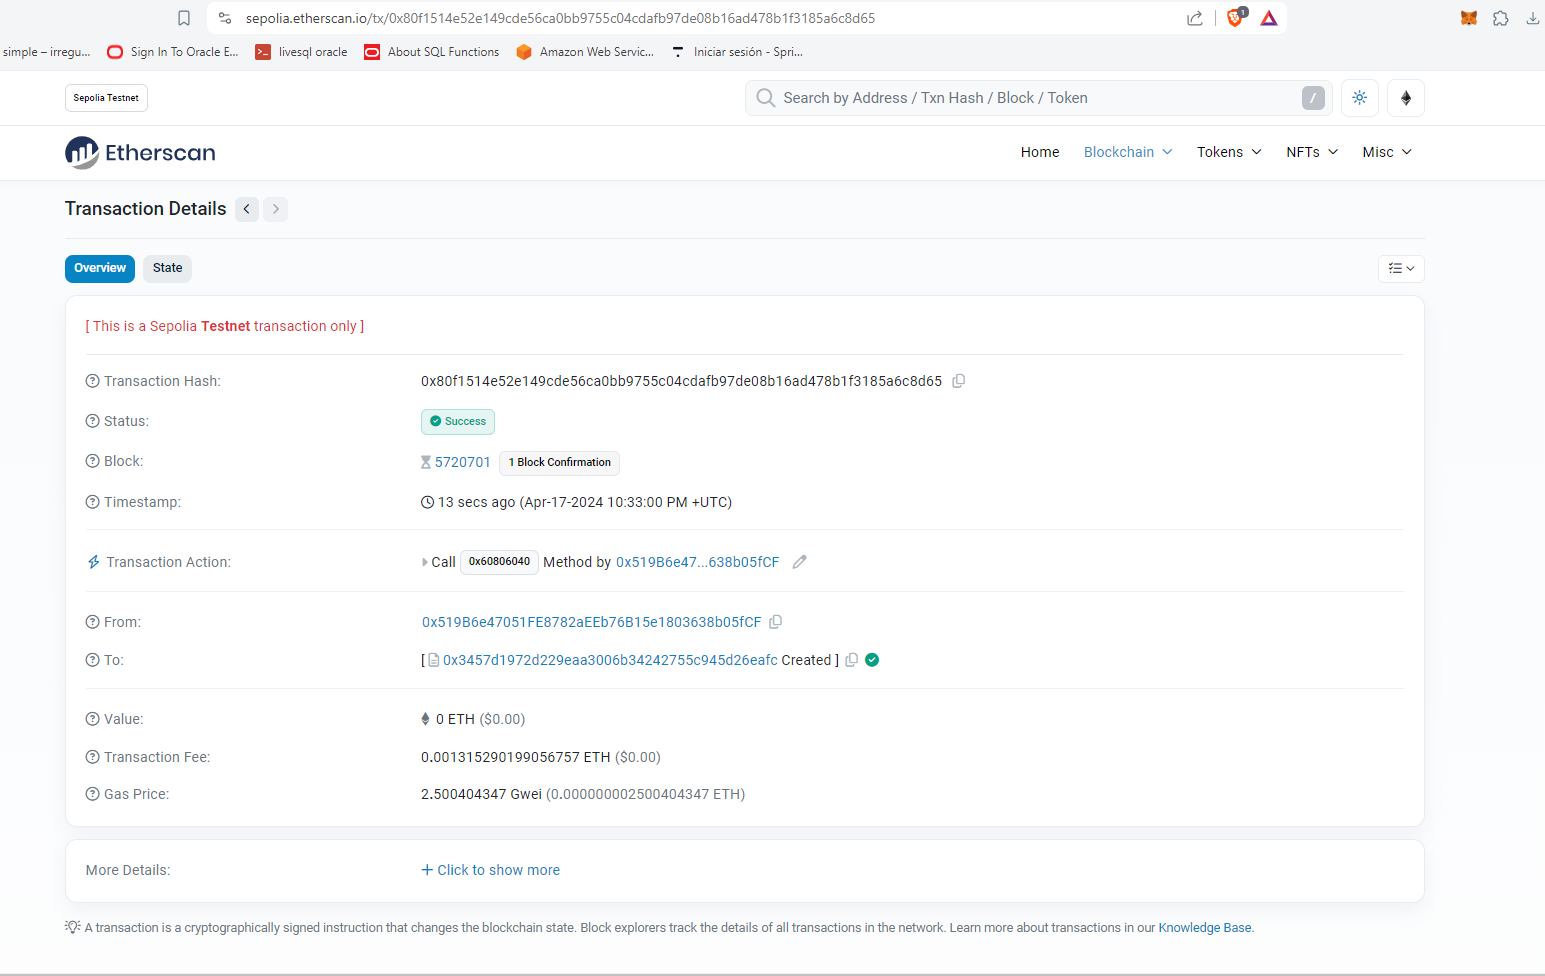 sepolia.etherscan.io/tx/0x80f1514e52e149cde56ca0bb9755c04cdafb97de08b16ad478b1f3185a6c8d65
1
simple – irregu...
Sign In To Oracle E...
livesql oracle
About SQL Functions
Amazon Web Servic...
Iniciar sesión - Spri...
Sepolia Testnet
Search by Address / Txn Hash / Block / Token
/
Etherscan
Home
Blockchain
Tokens
NFTs
Misc
Transaction Details
Overview
State
[ This is a Sepolia Testnet transaction only ]
Transaction Hash: 0x80f1514e52e149cde56ca0bb9755c04cdafb97de08b16ad478b1f3185a6c8d65
Status: Success
Block: 5720701 1 Block Confirmation
Timestamp: 13 secs ago (Apr-17-2024 10:33:00 PM +UTC)
Transaction Action: Call 0x60806040 Method by 0x519B6e47...638b05fCF
From: 0x519B6e47051FE8782aEEb76B15e1803638b05fCF
To: [ 0x3457d1972d229eaa3006b34242755c945d26eafc Created ]
Value: 0 ETH ($0.00)
Transaction Fee: 0.001315290199056757 ETH ($0.00)
Gas Price: 2.500404347 Gwei (0.000000002500404347 ETH)
More Details: + Click to show more
A transaction is a cryptographically signed instruction that changes the blockchain state. Block explorers track the details of all transactions in the network. Learn more about transactions in our Knowledge Base.